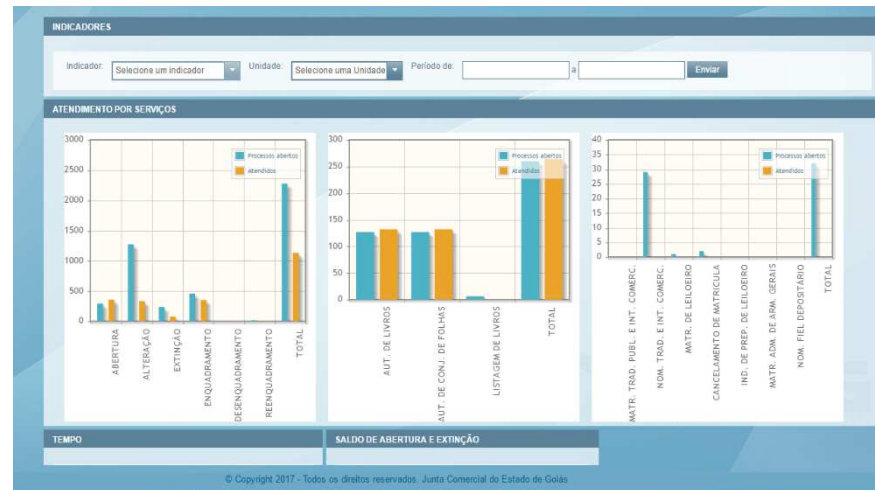 INDICADORES
Indicador: Selecione um indicador Unidade: Selecione uma Unidade Período de: a Enviar
ATENDIMENTO POR SERVIÇOS
3000
2500
2000
1500
1000
500
0
Processos abertos
Atendidos
ABERTURA
ALTERAÇÃO
EXTINÇÃO
ENQUADRAMENTO
DESENQUADRAMENTO
REENQUADRAMENTO
TOTAL
300
250
200
150
100
50
0
Processos abertos
Atendidos
AUT. DE LIVROS
AUT. DE CONJ. DE FOLHAS
LISTAGEM DE LIVROS
TOTAL
40
35
30
25
20
15
10
5
0
Processos abertos
Atendidos
MATR. TRAD. PUBL. E INT. COMERC.
NOM. TRAD. E INT. COMERC.
MATR. DE LEILOEIRO
CANCELAMENTO DE MATRICULA
IND. DE PREP. DE LEILOEIRO
MATR. ADM. DE ARM. GERAIS
NOM. FIEL DEPOSITÁRIO
TOTAL
TEMPO
SALDO DE ABERTURA E EXTINÇÃO
© Copyright 2017 - Todos os direitos reservados. Junta Comercial do Estado de Goiás